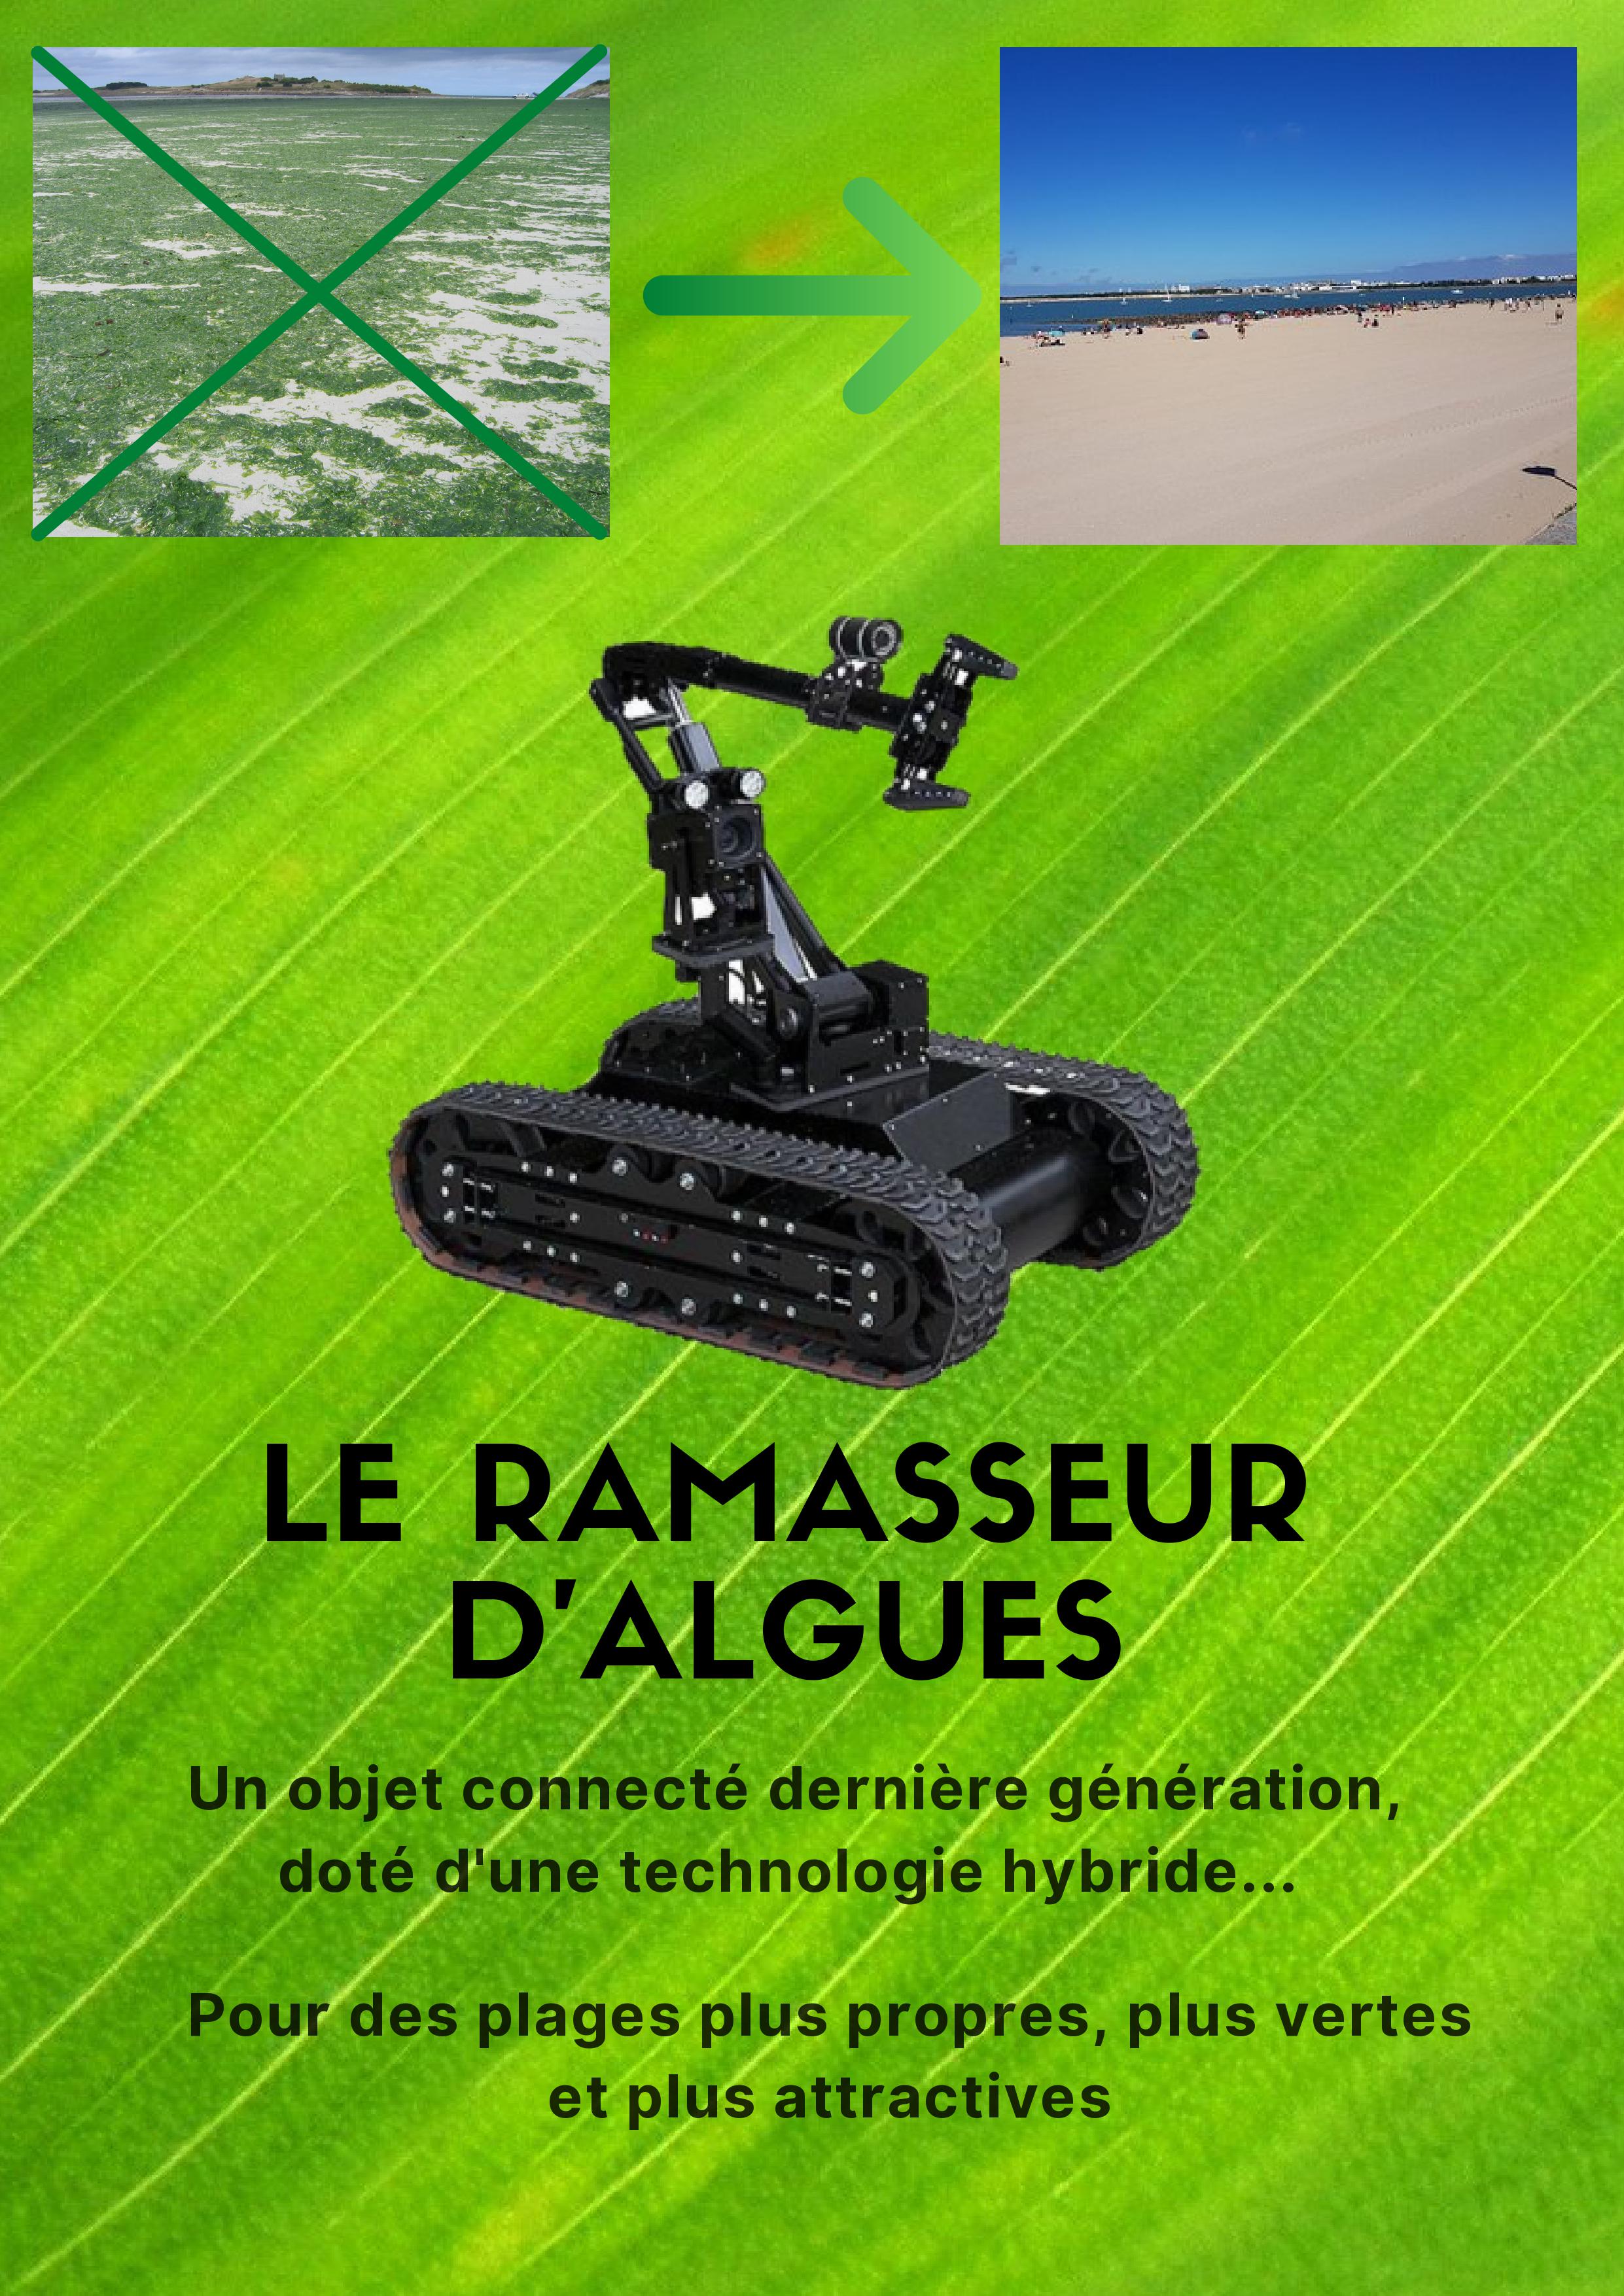 LE RAMASSEUR
D'ALGUES
Un objet connecté dernière génération,
doté d'une technologie hybride...
Pour des plages plus propres, plus vertes
et plus attractives